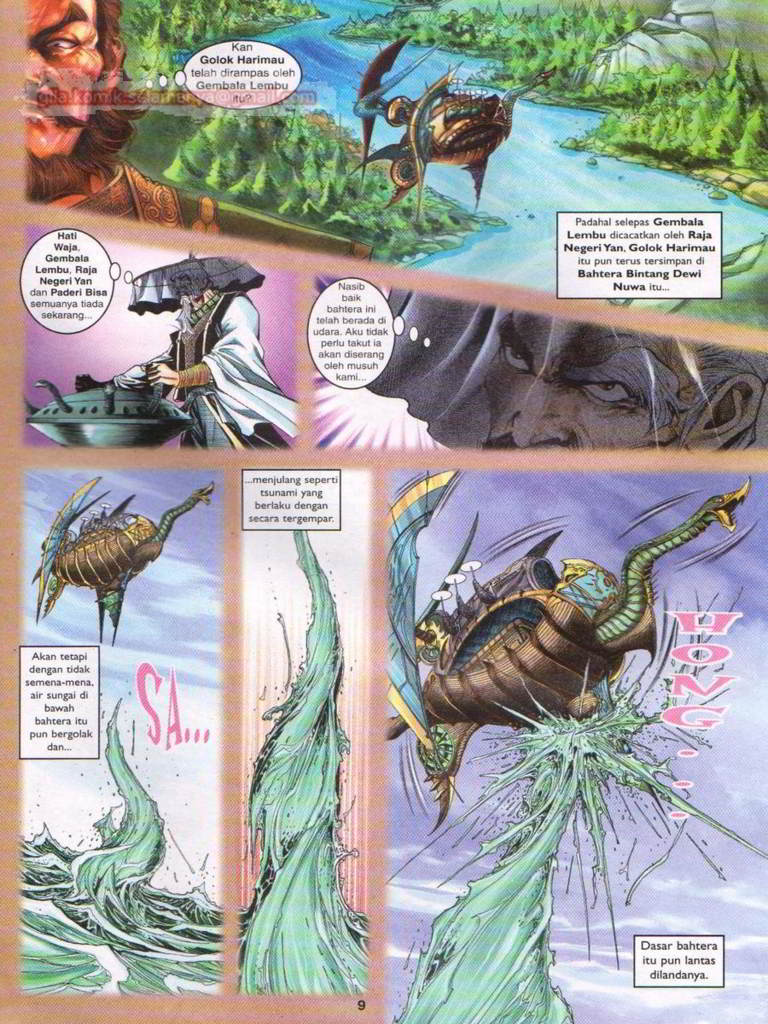 Kan
Golok Harimau
telah dirampas oleh
Gembala Lembu
itu?
Padahal selepas Gembala
Lembu dicacatkan oleh Raja
Negeri Yan, Golok Harimau
itu pun terus tersimpan di
Bahtera Bintang Dewi
Nuwa itu...
Hati
Waja,
Gembala
Lembu, Raja
Negeri Yan
dan Paderi Bisa
semuanya tiada
sekarang...
Nasib
baik
bahtera ini
telah berada di
udara. Aku tidak
perlu takut ia
akan diserang
oleh musuh
kami...
Akan tetapi
dengan tidak
semena-mena,
air sungai di
bawah
bahtera itu
pun bergolak
dan...
SA...
...menjulang seperti
tsunami yang
berlaku dengan
secara tergempar.
HONG...
Dasar bahtera
itu pun lantas
dilandanya.
9